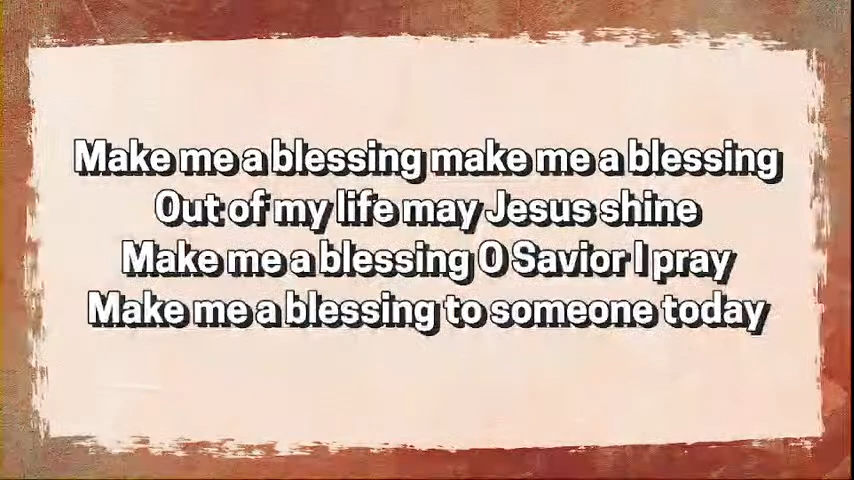 Make me a blessing make me a blessing
Out of my life may Jesus shine
Make me a blessing O Savior I pray
Make me a blessing to someone today